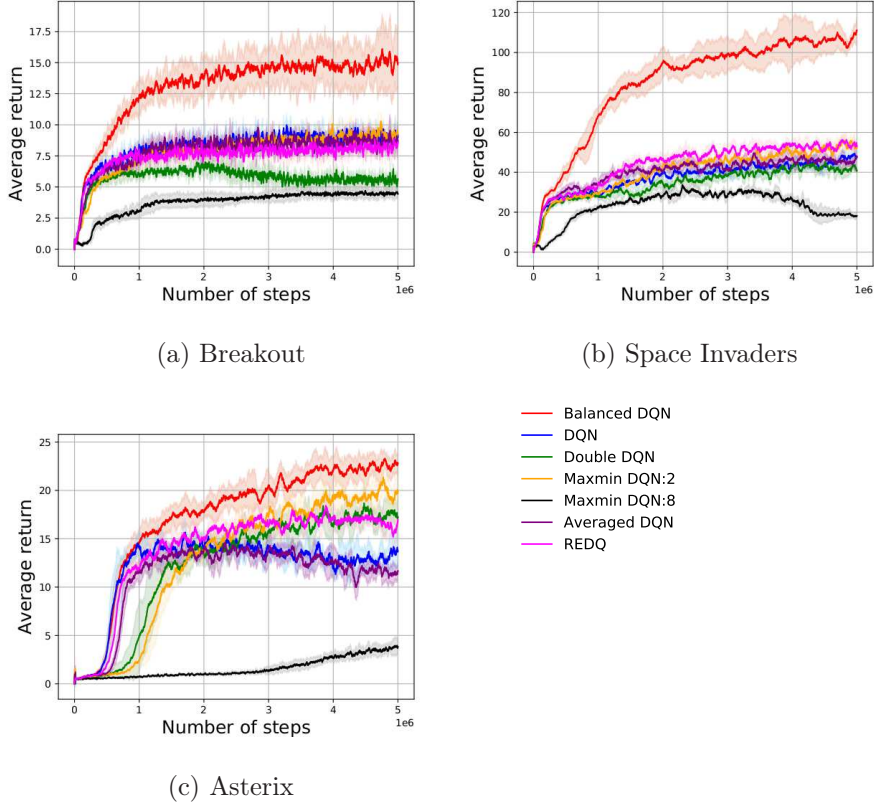 17.5
15.0
12.5
10.0
7.5
5.0
2.5
0.0
Average return
0 1 2 3 4 5
1e6
Number of steps
(a) Breakout
120
100
80
60
40
20
0
Average return
0 1 2 3 4 5
1e6
Number of steps
(b) Space Invaders
25
20
15
10
5
0
Average return
0 1 2 3 4 5
1e6
Number of steps
(c) Asterix
Balanced DQN
DQN
Double DQN
Maxmin DQN:2
Maxmin DQN:8
Averaged DQN
REDQ